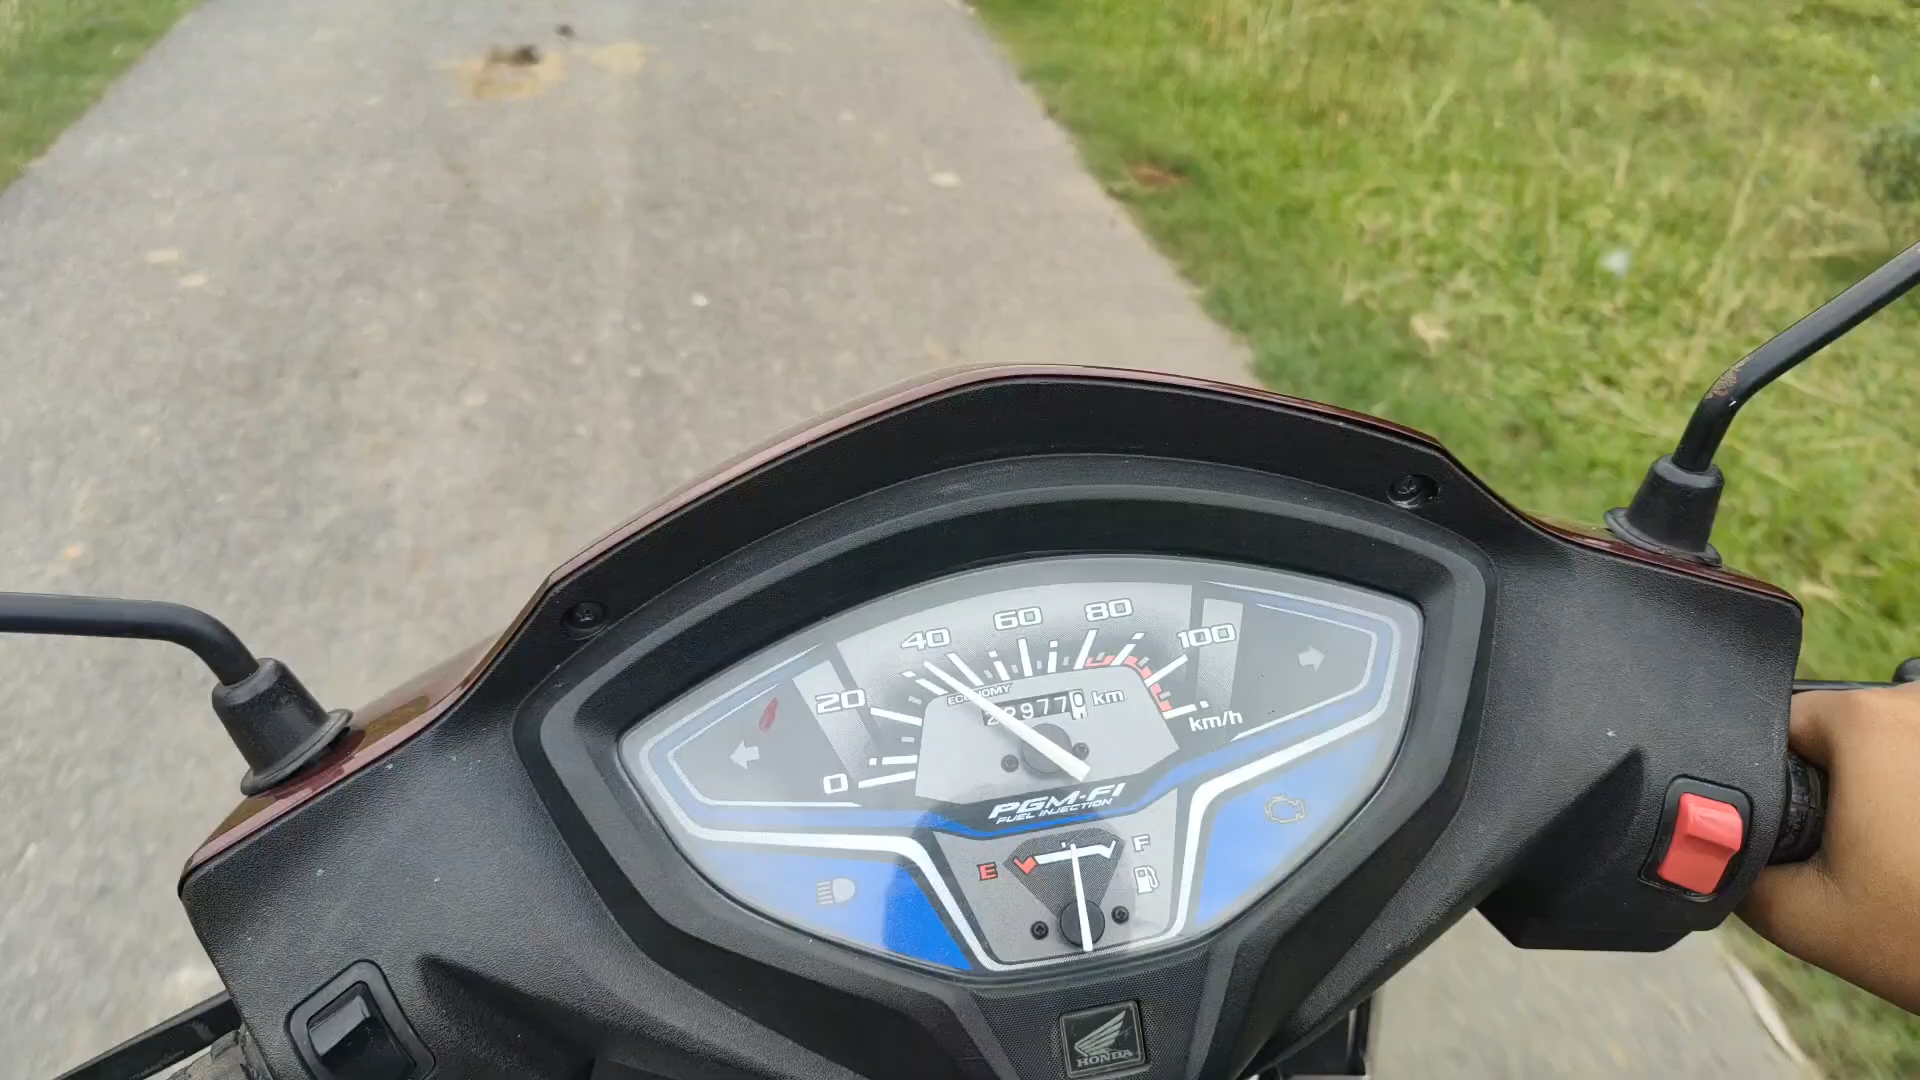 20 40 60 80 100
0
km/h
ECONOMY
km
PGM-FI
FUEL INJECTION
E F
HONDA